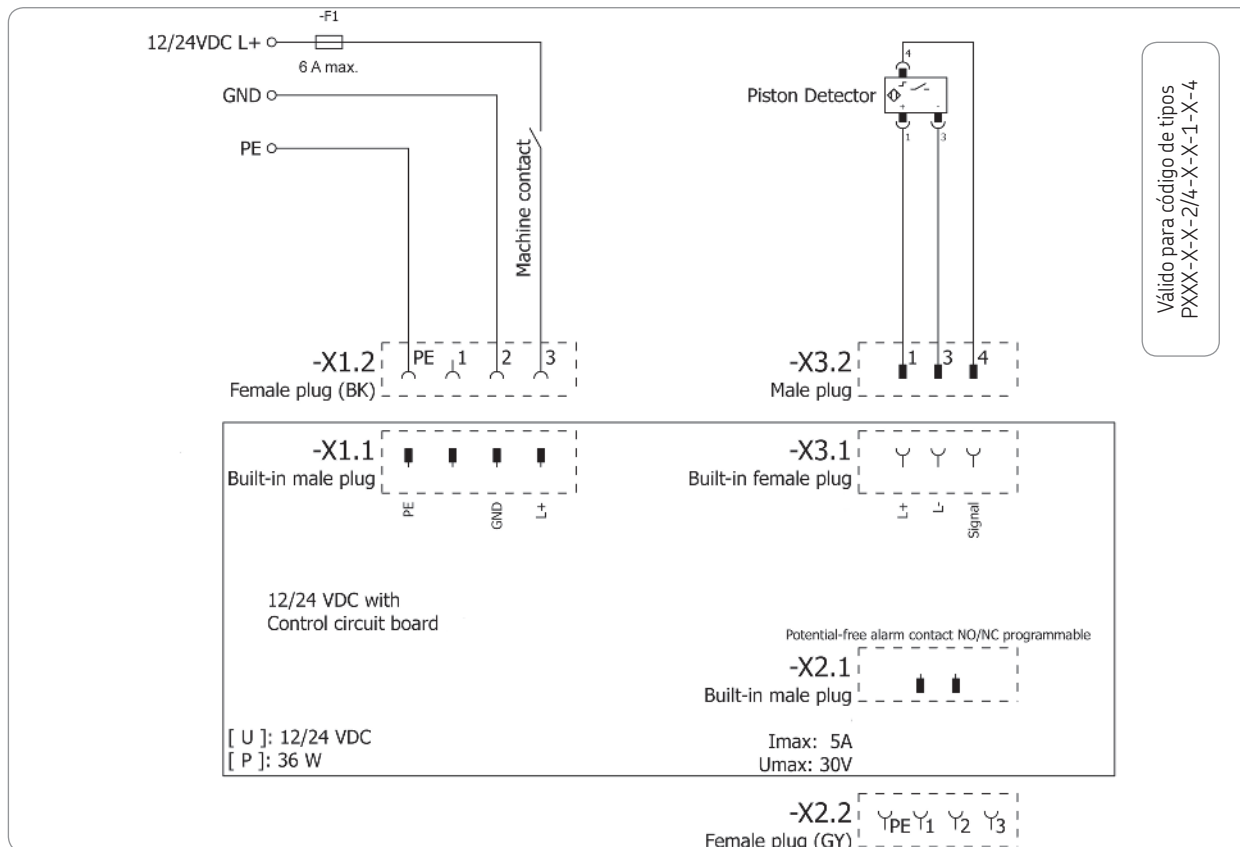 -F1
12/24VDC L+
6 A max.
GND
PE
Machine contact
4
Piston Detector
+ -
1 3
Válido para código de tipos
PXXX-X-X-2/4-X-X-1-X-4
-X1.2
Female plug (BK)
PE 1 2 3
-X3.2
Male plug
1 3 4
-X1.1
Built-in male plug
PE GND L+
-X3.1
Built-in female plug
L+ L- Signal
12/24 VDC with
Control circuit board
Potential-free alarm contact NO/NC programmable
-X2.1
Built-in male plug
[ U ]: 12/24 VDC
[ P ]: 36 W
Imax: 5A
Umax: 30V
-X2.2
Female plug (GY)
PE 1 2 3